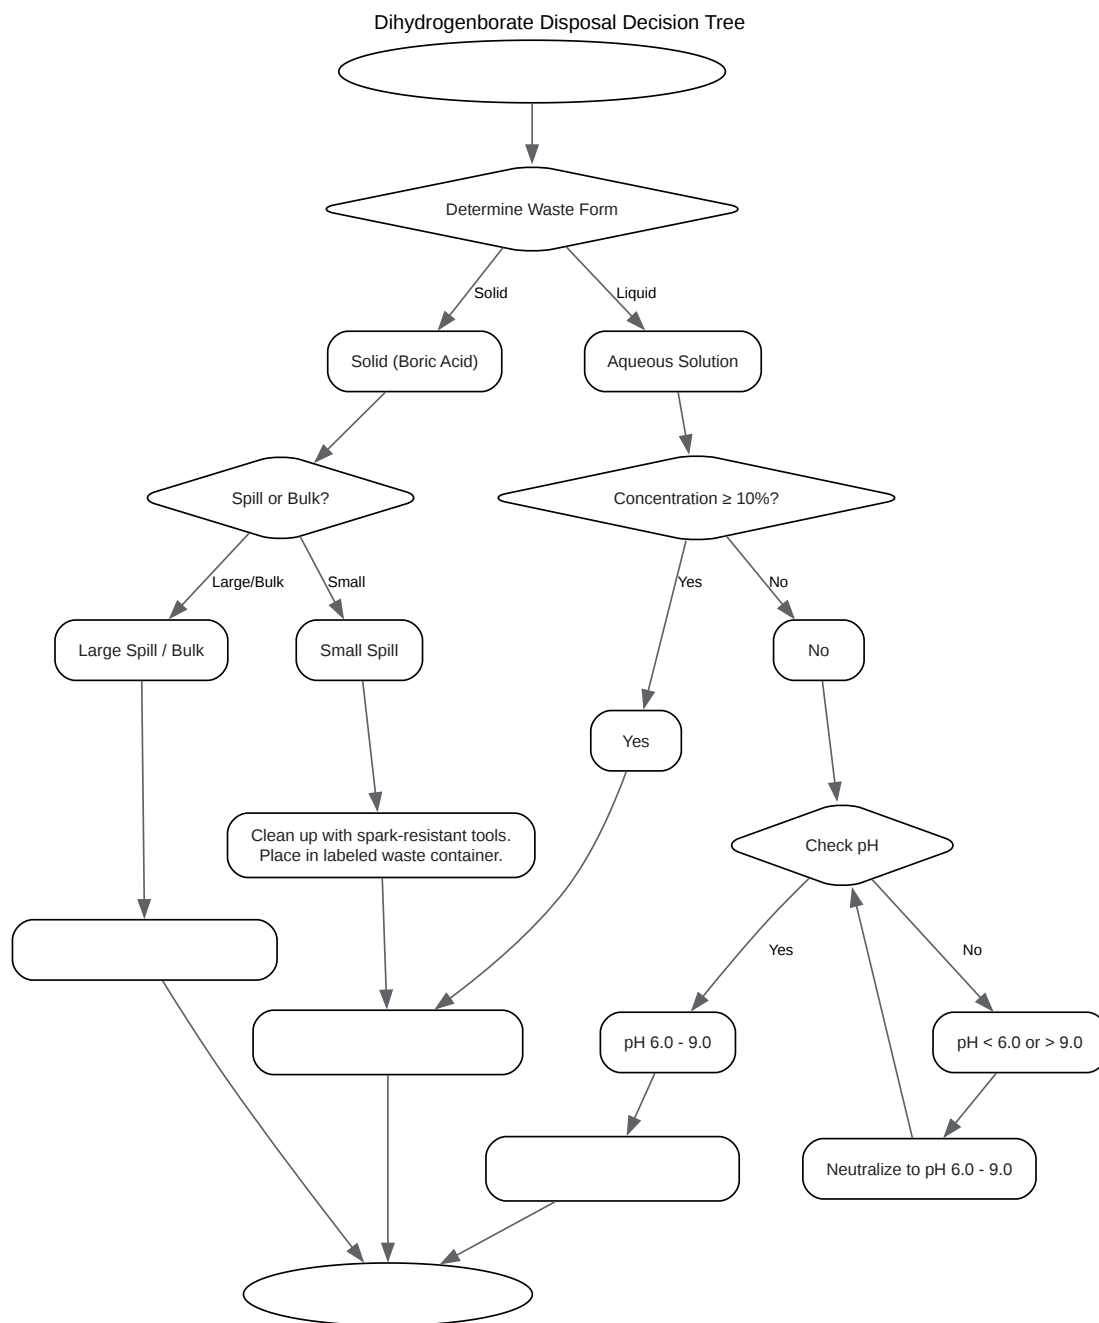 Dihydrogenborate Disposal Decision Tree
Determine Waste Form
Solid
Liquid
Solid (Boric Acid)
Aqueous Solution
Spill or Bulk?
Concentration ≥ 10%?
Large/Bulk
Small
Yes
No
Large Spill / Bulk
Small Spill
No
Yes
Clean up with spark-resistant tools.
Place in labeled waste container.
Check pH
Yes
No
pH 6.0 - 9.0
pH < 6.0 or > 9.0
Neutralize to pH 6.0 - 9.0